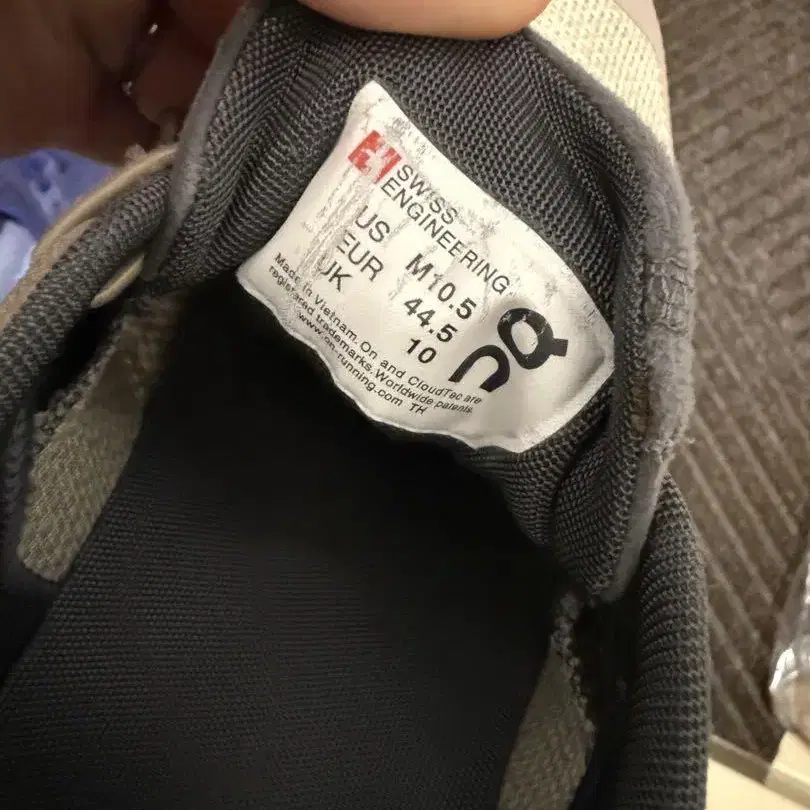 SWISS
ENGINEERING
US M10.5
EUR 44.5
UK 10
Made in Vietnam. On and CloudTec are
registered trademarks. Worldwide patents.
www.on-running.com TH